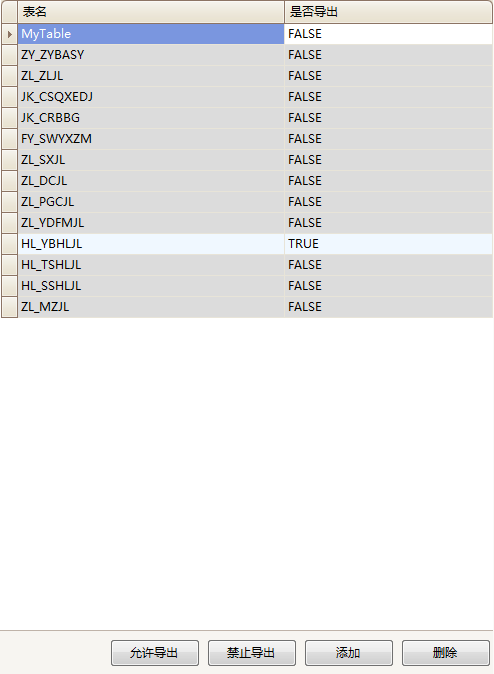 表名 是否导出
MyTable FALSE
ZY_ZYBASY FALSE
ZL_ZLJL FALSE
JK_CSQXEDJ FALSE
JK_CRBBG FALSE
FY_SWYXZM FALSE
ZL_SXJL FALSE
ZL_DCJL FALSE
ZL_PGCJL FALSE
ZL_YDFMJL FALSE
HL_YBHLJL TRUE
HL_TSHLJL FALSE
HL_SSHLJL FALSE
ZL_MZJL FALSE
允许导出 禁止导出 添加 删除